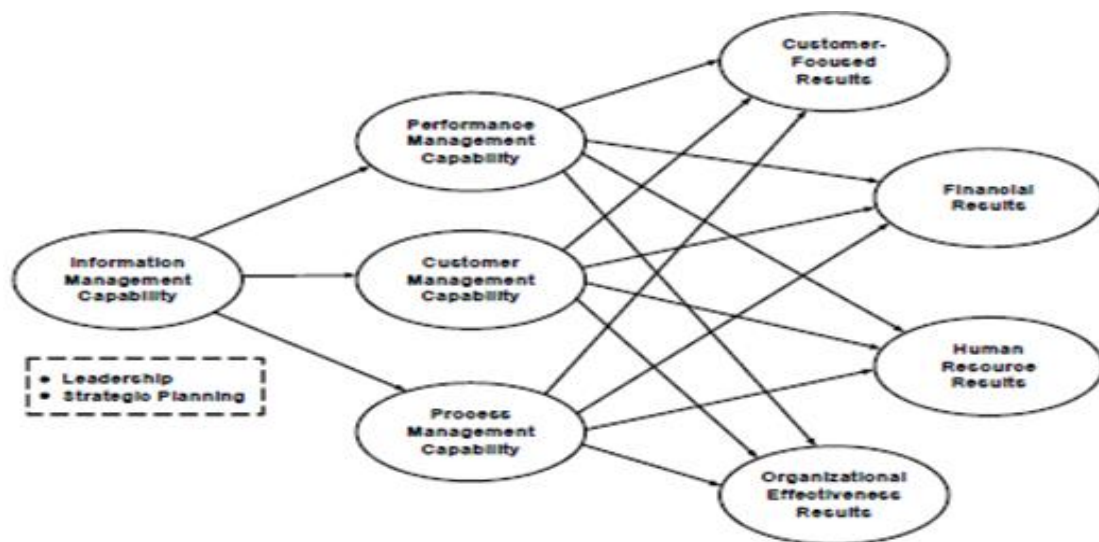 Customer-
Focused
Results
Performance
Management
Capability
Financial
Results
Information
Management
Capability
Customer
Management
Capability
Human
Resource
Results
• Leadership
• Strategic Planning
Process
Management
Capability
Organizational
Effectiveness
Results